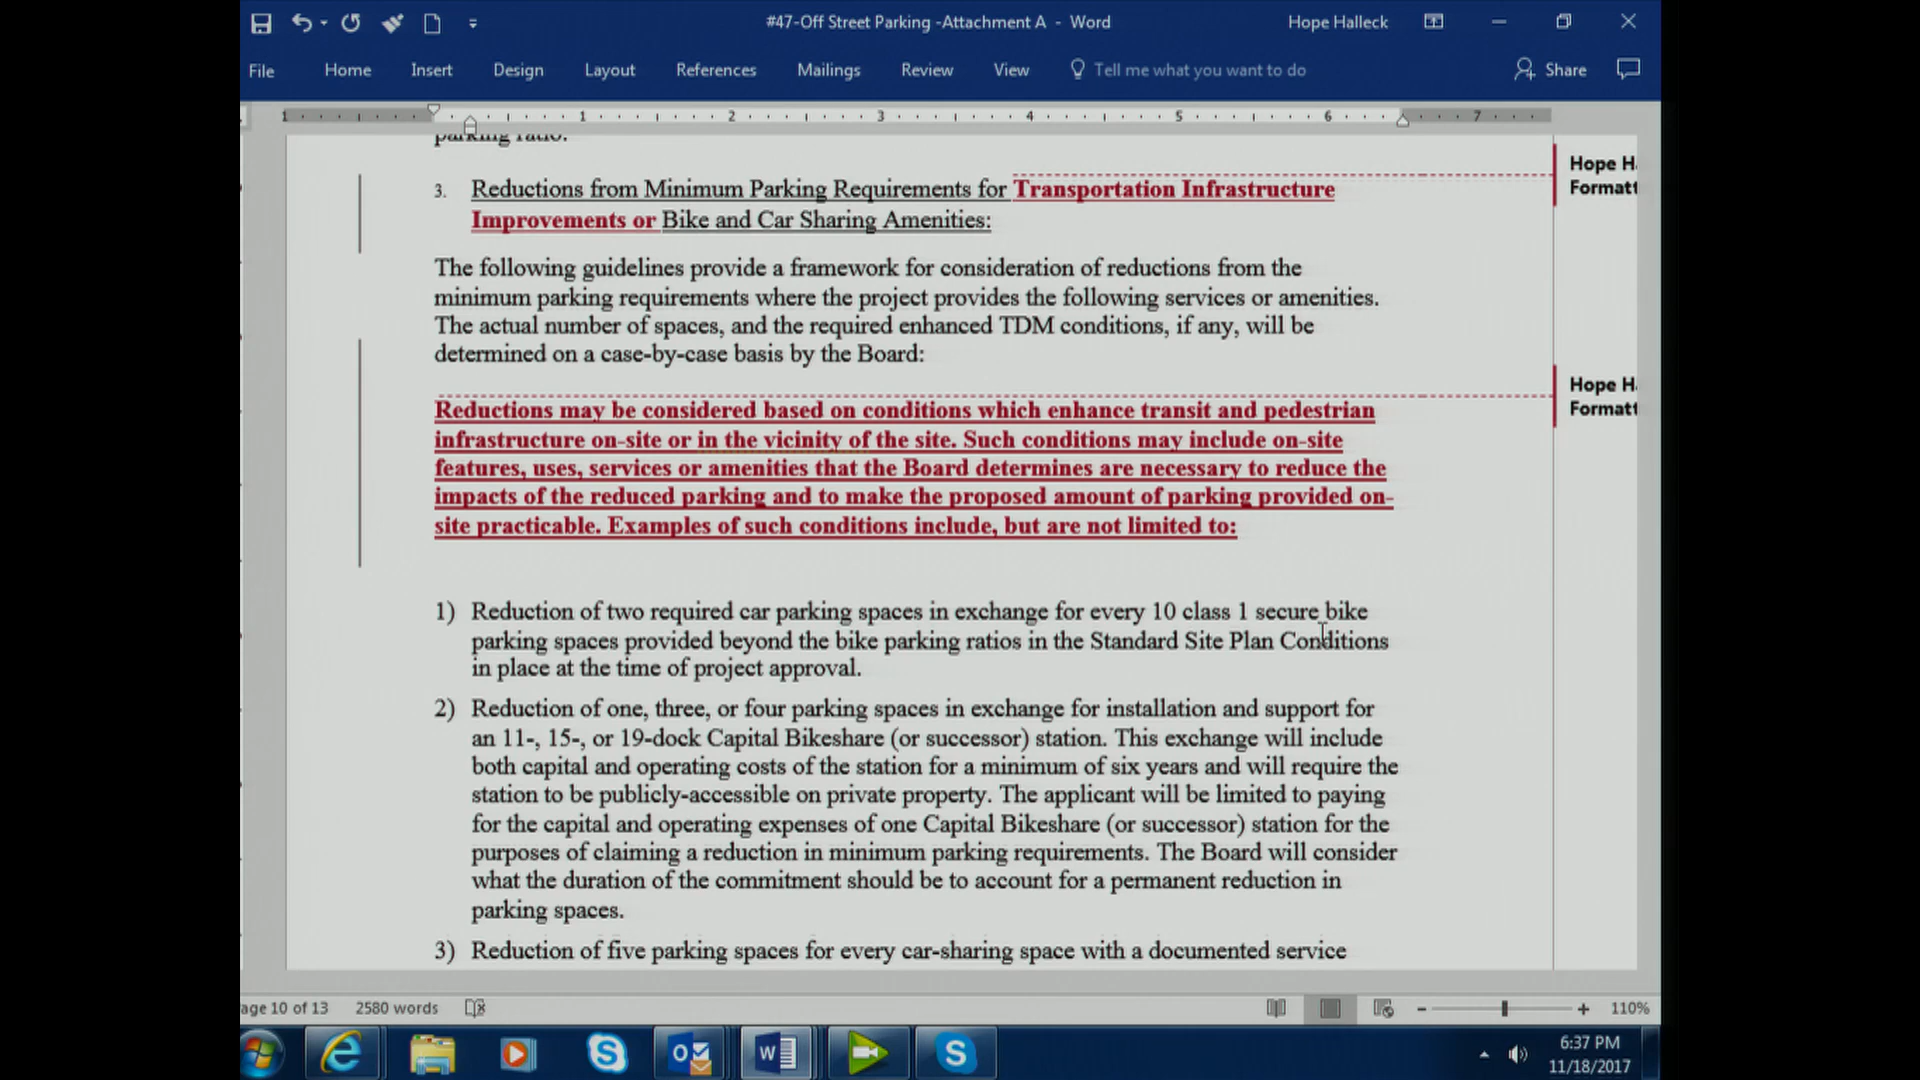 #47-Off Street Parking -Attachment A - Word
Hope Halleck
File Home Insert Design Layout References Mailings Review View Tell me what you want to do Share
1 1 2 3 4 5 6 7
parking ratio.
3. Reductions from Minimum Parking Requirements for Transportation Infrastructure
Improvements or Bike and Car Sharing Amenities:
Hope H
Formatt
The following guidelines provide a framework for consideration of reductions from the
minimum parking requirements where the project provides the following services or amenities.
The actual number of spaces, and the required enhanced TDM conditions, if any, will be
determined on a case-by-case basis by the Board:
Hope H
Formatt
Reductions may be considered based on conditions which enhance transit and pedestrian
infrastructure on-site or in the vicinity of the site. Such conditions may include on-site
features, uses, services or amenities that the Board determines are necessary to reduce the
impacts of the reduced parking and to make the proposed amount of parking provided on-
site practicable. Examples of such conditions include, but are not limited to:
1) Reduction of two required car parking spaces in exchange for every 10 class 1 secure bike
parking spaces provided beyond the bike parking ratios in the Standard Site Plan Conditions
in place at the time of project approval.
2) Reduction of one, three, or four parking spaces in exchange for installation and support for
an 11-, 15-, or 19-dock Capital Bikeshare (or successor) station. This exchange will include
both capital and operating costs of the station for a minimum of six years and will require the
station to be publicly-accessible on private property. The applicant will be limited to paying
for the capital and operating expenses of one Capital Bikeshare (or successor) station for the
purposes of claiming a reduction in minimum parking requirements. The Board will consider
what the duration of the commitment should be to account for a permanent reduction in
parking spaces.
3) Reduction of five parking spaces for every car-sharing space with a documented service
age 10 of 13 2580 words 110%
6:37 PM
11/18/2017